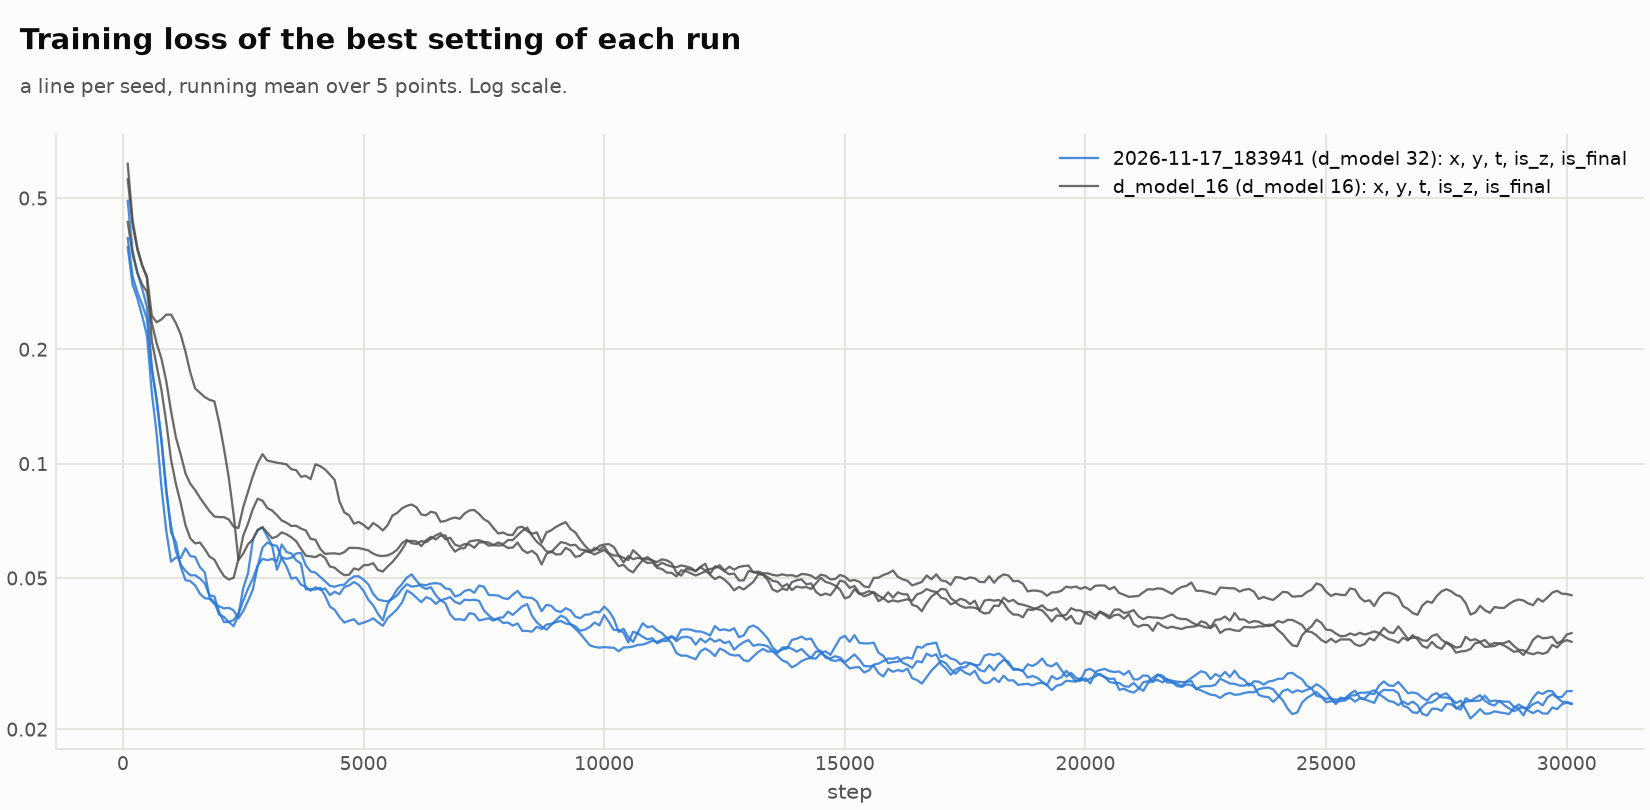 Training loss of the best setting of each run
a line per seed, running mean over 5 points. Log scale.
2026-11-17_183941 (d_model 32): x, y, t, is_z, is_final
d_model_16 (d_model 16): x, y, t, is_z, is_final
0.5
0.2
0.1
0.05
0.02
0 5000 10000 15000 20000 25000 30000
step